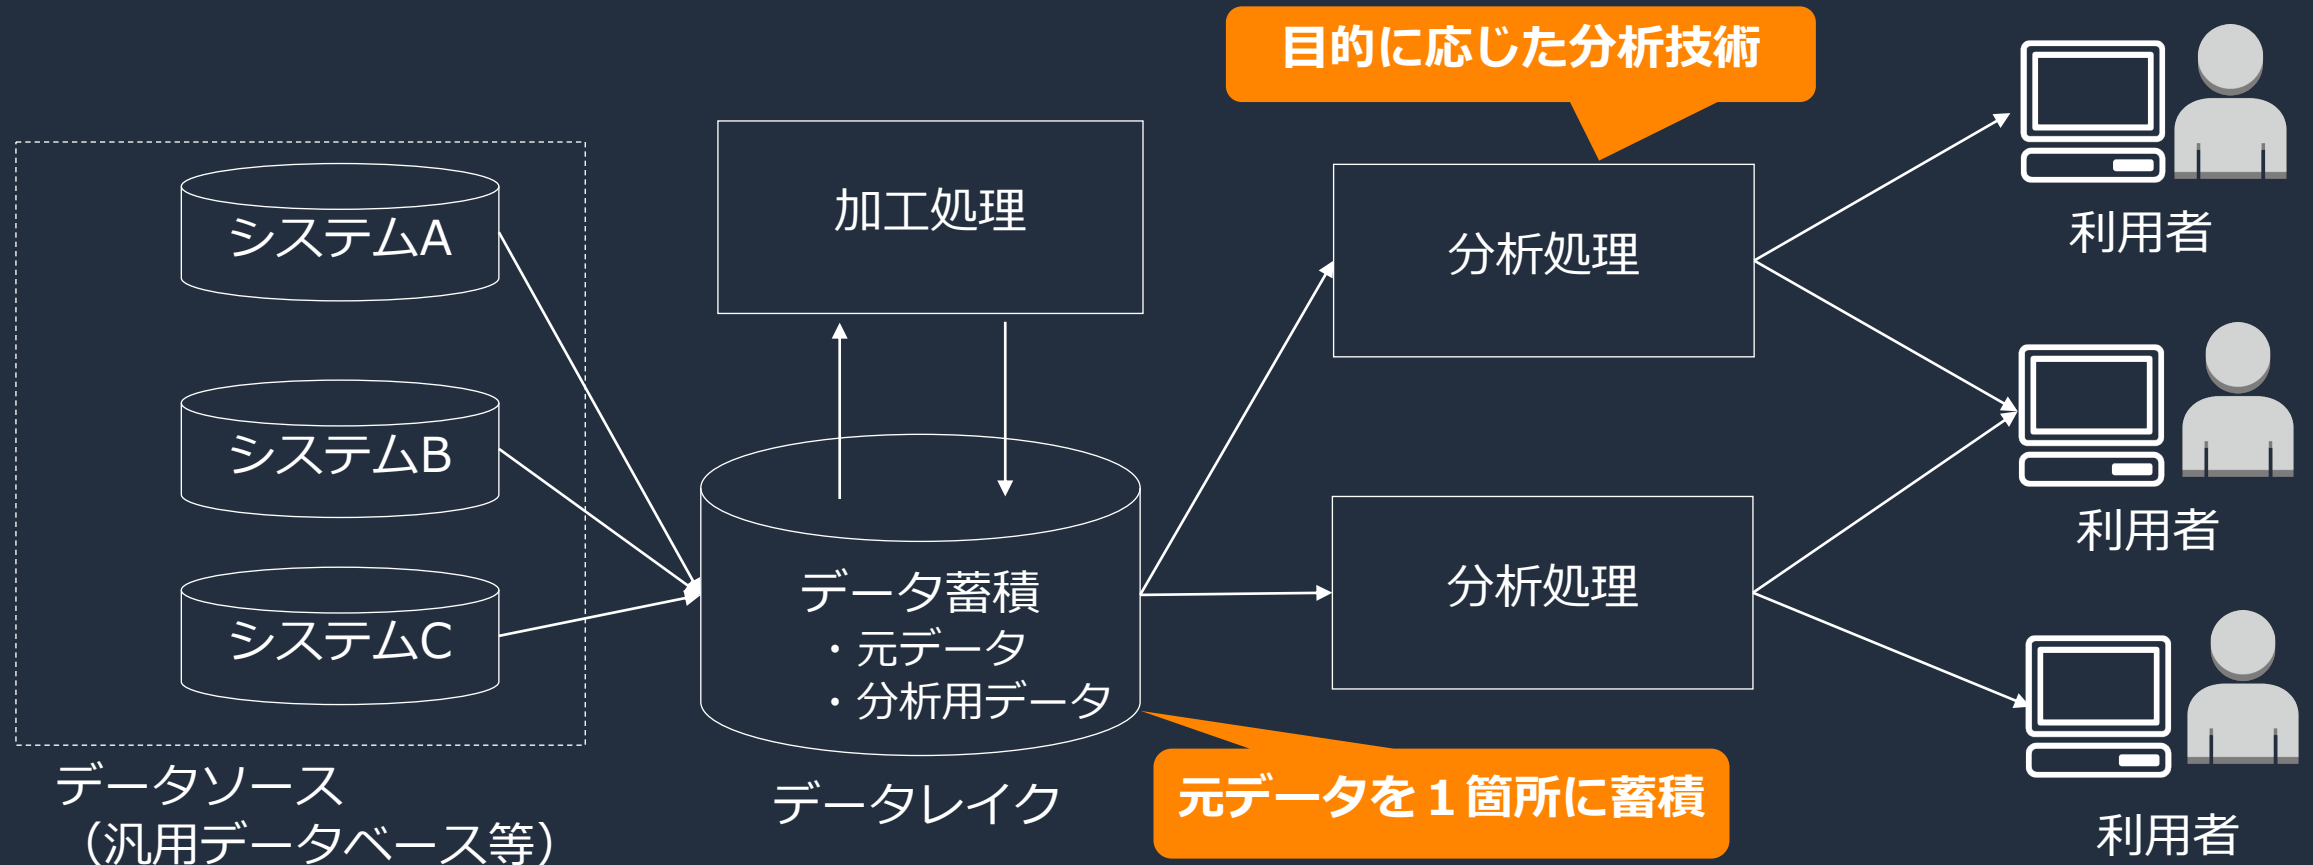 目的に応じた分析技術
システムA
システムB
システムC
データソース
（汎用データベース等）
加工処理
データ蓄積
・元データ
・分析用データ
データレイク
元データを１箇所に蓄積
分析処理
分析処理
利用者
利用者
利用者